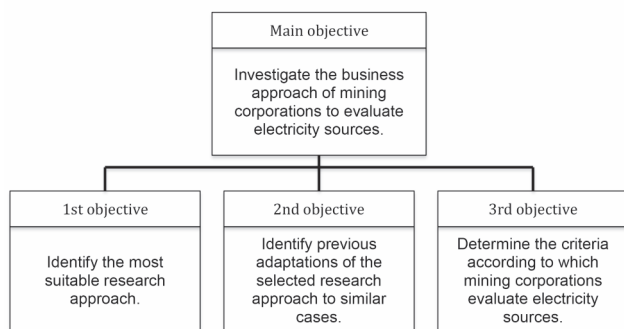 Main objective
Investigate the business
approach of mining
corporations to evaluate
electricity sources.
1st objective
Identify the most
suitable research
approach.
2nd objective
Identify previous
adaptations of the
selected research
approach to similar
cases.
3rd objective
Determine the criteria
according to which
mining corporations
evaluate electricity
sources.